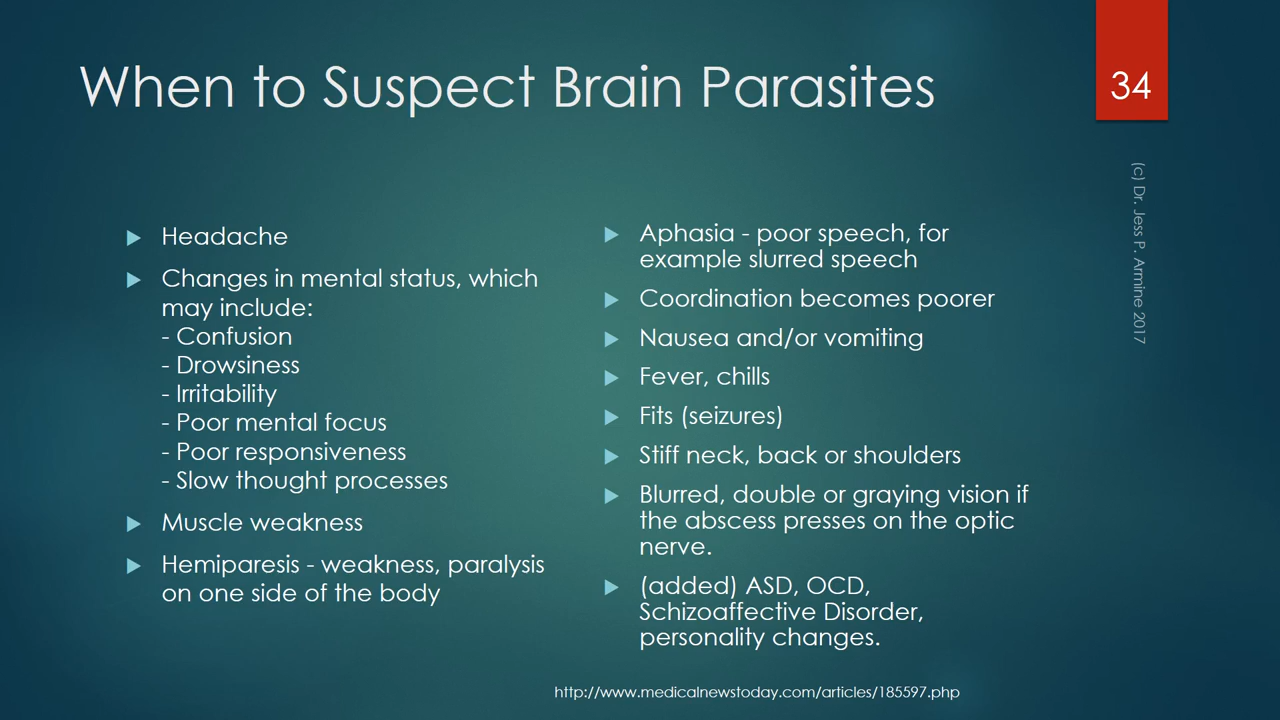 When to Suspect Brain Parasites
34
(c) Dr. Jess P. Armine 2017
Headache
Changes in mental status, which
may include:
- Confusion
- Drowsiness
- Irritability
- Poor mental focus
- Poor responsiveness
- Slow thought processes
Muscle weakness
Hemiparesis - weakness, paralysis
on one side of the body
Aphasia - poor speech, for
example slurred speech
Coordination becomes poorer
Nausea and/or vomiting
Fever, chills
Fits (seizures)
Stiff neck, back or shoulders
Blurred, double or graying vision if
the abscess presses on the optic
nerve.
(added) ASD, OCD,
Schizoaffective Disorder,
personality changes.
http://www.medicalnewstoday.com/articles/185597.php